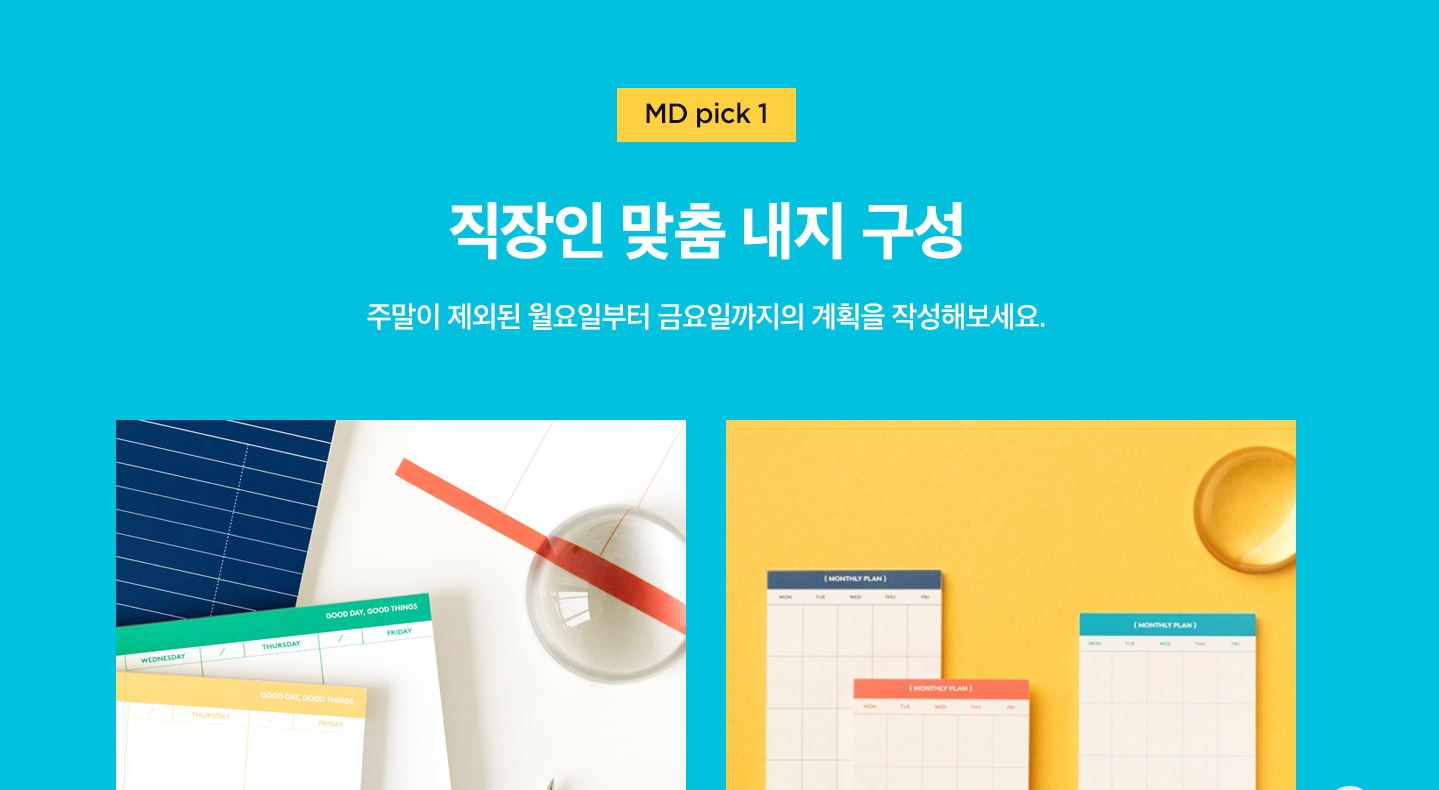 MD pick 1
직장인 맞춤 내지 구성
주말이 제외된 월요일부터 금요일까지의 계획을 작성해보세요.
GOOD DAY, GOOD THINGS
WEDNESDAY / THURSDAY / FRIDAY
GOOD DAY, GOOD THINGS
/ THURSDAY / FRIDAY
( MONTHLY PLAN )
MON TUE WED THU FRI
( MONTHLY PLAN )
MON TUE WED THU FRI
( MONTHLY PLAN )
MON TUE WED THU FRI